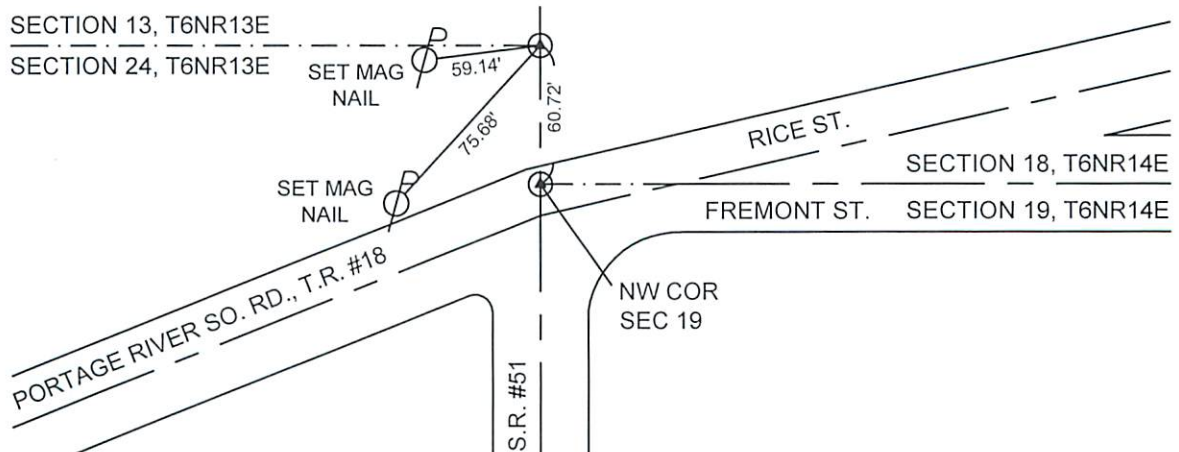 SECTION 13, T6NR13E
SECTION 24, T6NR13E
P
SET MAG
NAIL
59.14'
75.68'
60.72'
RICE ST.
SECTION 18, T6NR14E
SET MAG
NAIL
P
FREMONT ST.
SECTION 19, T6NR14E
PORTAGE RIVER SO. RD., T.R. #18
NW COR
SEC 19
S.R. #51